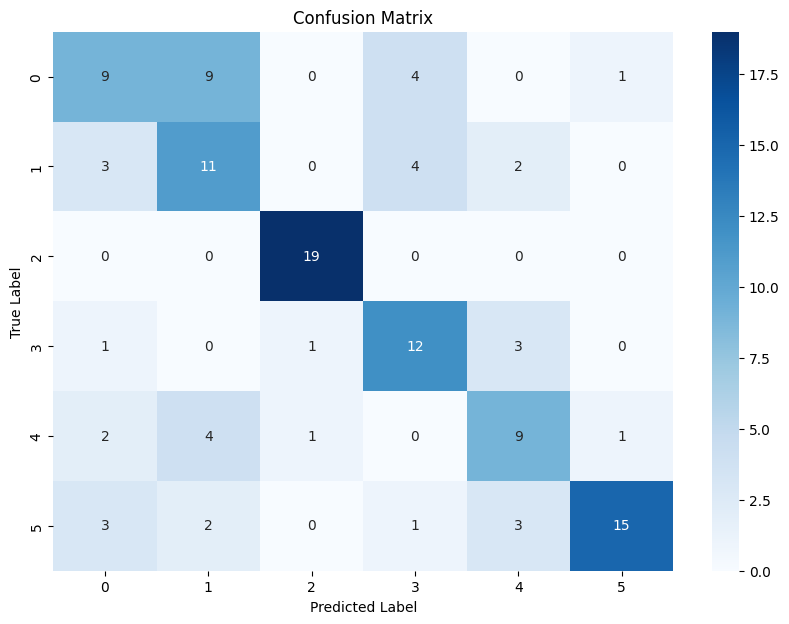 Confusion Matrix
0 9 9 0 4 0 1
1 3 11 0 4 2 0
2 0 0 19 0 0 0
3 1 0 1 12 3 0
4 2 4 1 0 9 1
5 3 2 0 1 3 15
0 1 2 3 4 5
Predicted Label
True Label
17.5
15.0
12.5
10.0
7.5
5.0
2.5
0.0